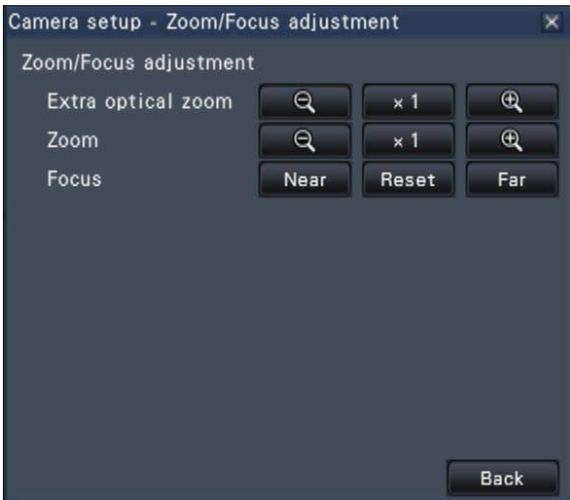 Camera setup - Zoom/Focus adjustment
Zoom/Focus adjustment
Extra optical zoom × 1
Zoom × 1
Focus Near Reset Far
Back